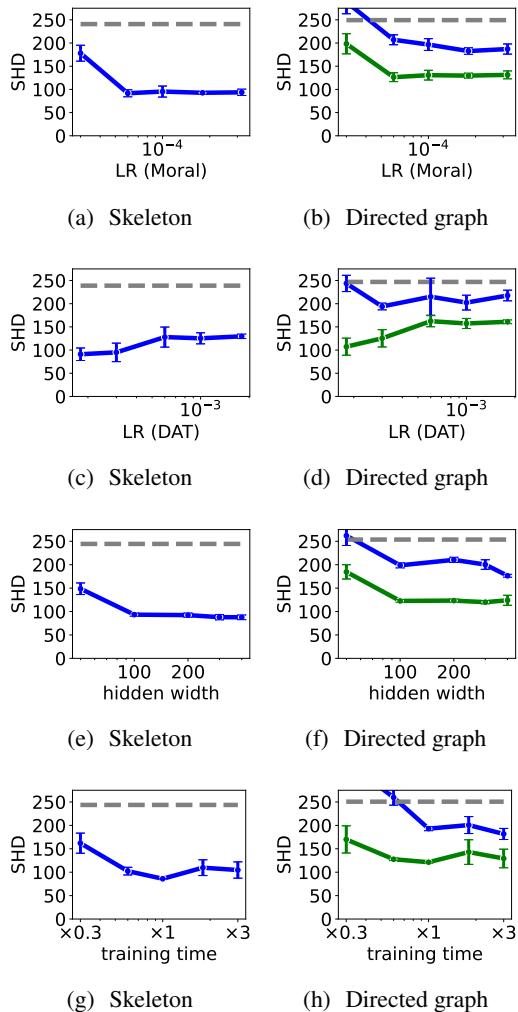 250
200
150
100
50
0
SHD
10⁻⁴
LR (Moral)
(a) Skeleton
250
200
150
100
50
0
SHD
10⁻⁴
LR (Moral)
(b) Directed graph
250
200
150
100
50
0
SHD
10⁻³
LR (DAT)
(c) Skeleton
250
200
150
100
50
0
SHD
10⁻³
LR (DAT)
(d) Directed graph
250
200
150
100
50
0
SHD
100 200
hidden width
(e) Skeleton
250
200
150
100
50
0
SHD
100 200
hidden width
(f) Directed graph
250
200
150
100
50
0
SHD
×0.3 ×1 ×3
training time
(g) Skeleton
250
200
150
100
50
0
SHD
×0.3 ×1 ×3
training time
(h) Directed graph